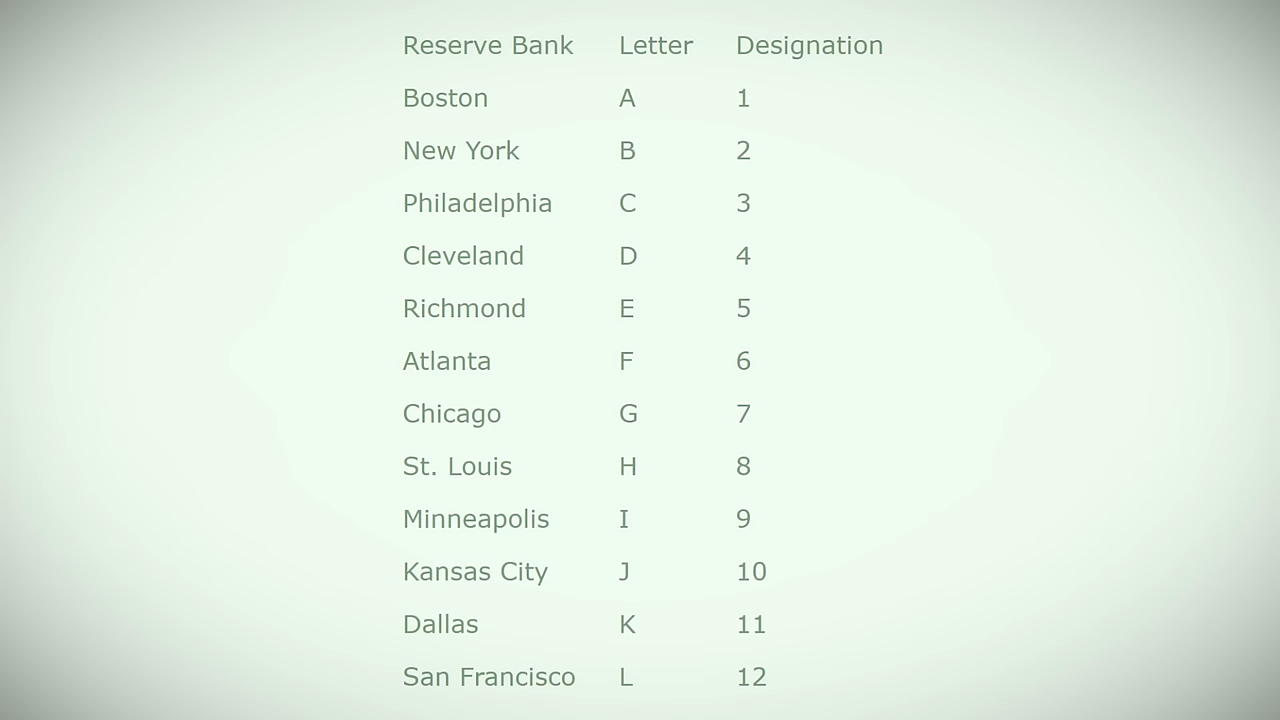 Reserve Bank Letter Designation
Boston A 1
New York B 2
Philadelphia C 3
Cleveland D 4
Richmond E 5
Atlanta F 6
Chicago G 7
St. Louis H 8
Minneapolis I 9
Kansas City J 10
Dallas K 11
San Francisco L 12